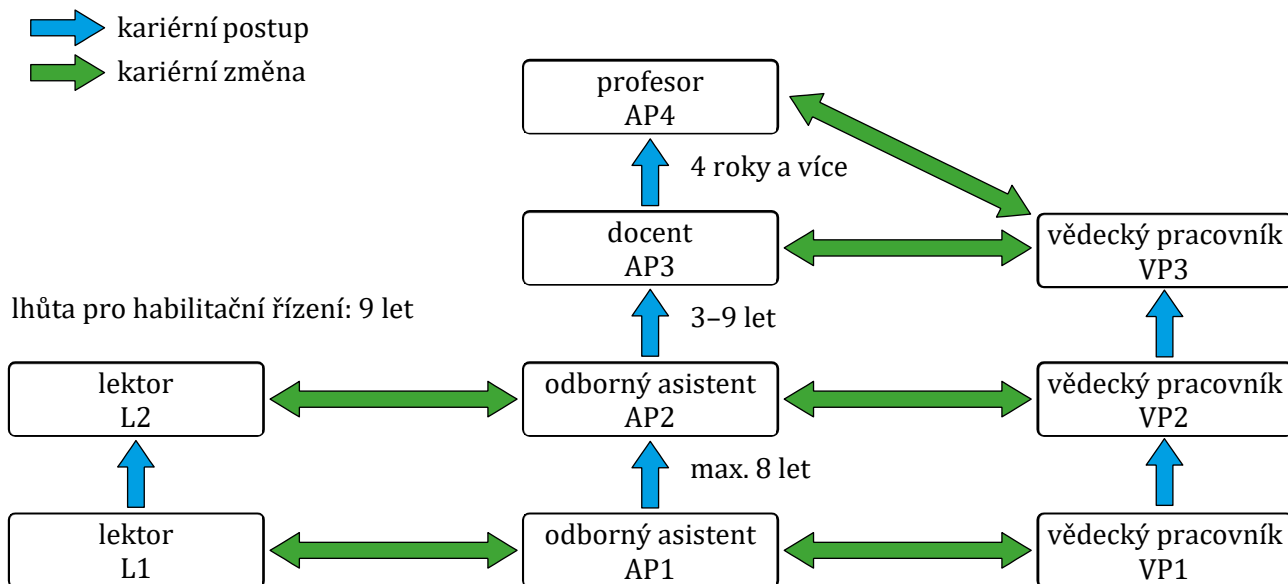 kariérní postup
kariérní změna
profesor
AP4
4 roky a více
docent
AP3
vědecký pracovník
VP3
lhůta pro habilitační řízení: 9 let
3–9 let
lektor
L2
odborný asistent
AP2
vědecký pracovník
VP2
max. 8 let
lektor
L1
odborný asistent
AP1
vědecký pracovník
VP1